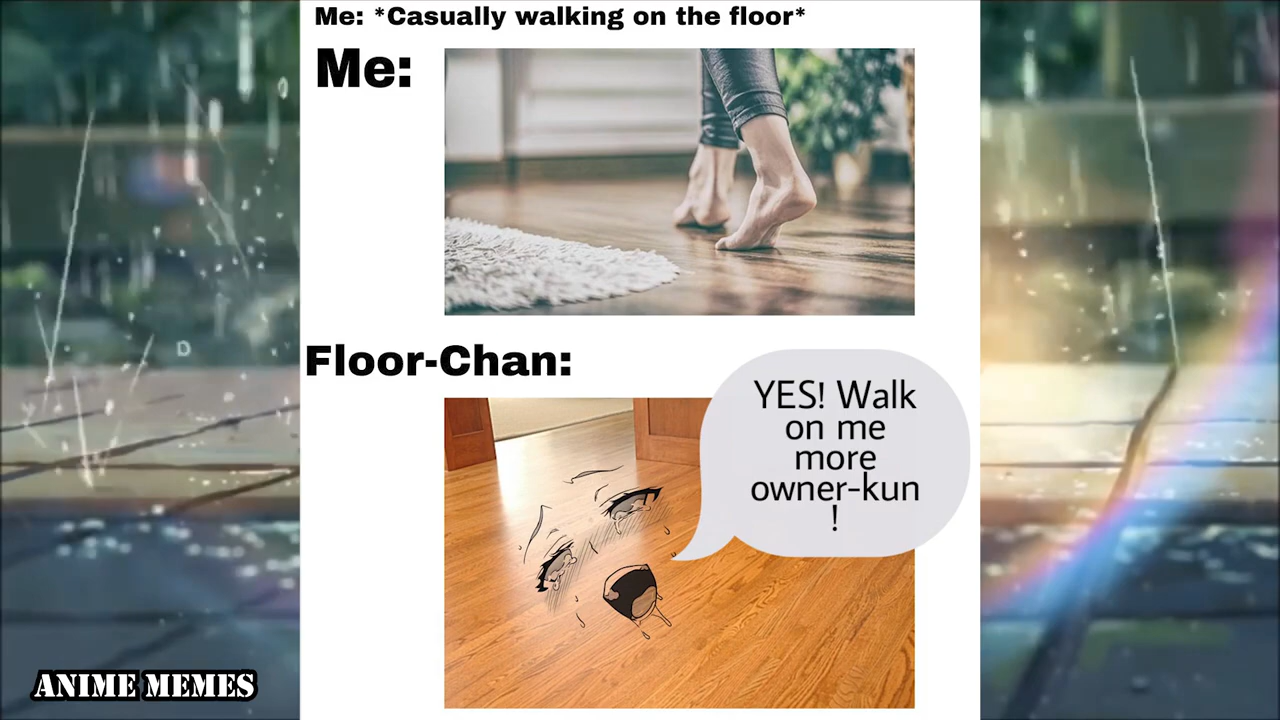 Me: *Casually walking on the floor*
Me:
Floor-Chan:
YES! Walk
on me
more
owner-kun
!
ANIME MEMES